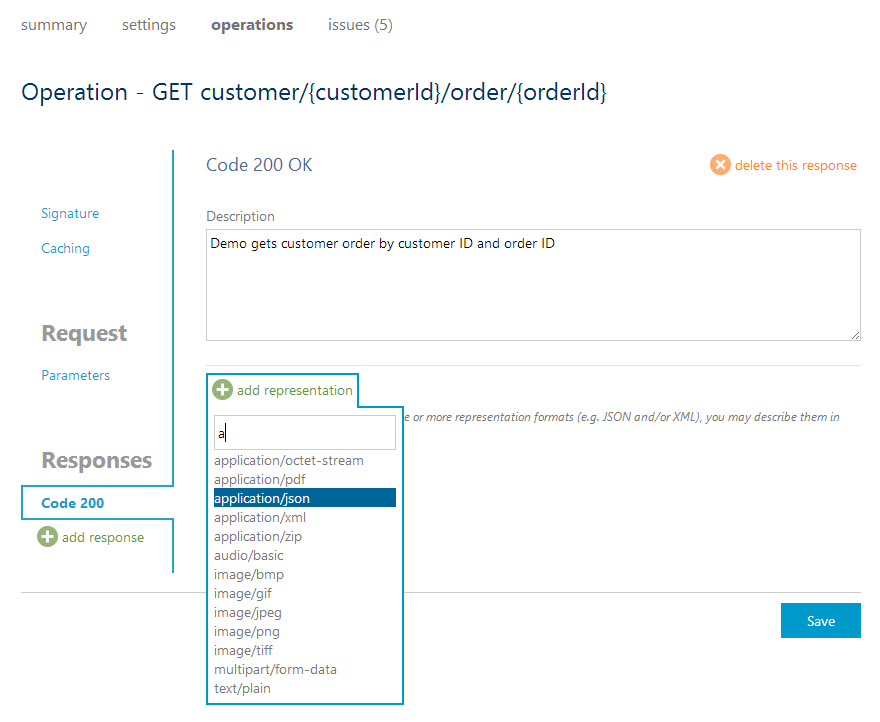 summary settings operations issues (5)
Operation - GET customer/{customerId}/order/{orderId}
Signature
Caching
Request
Parameters
Responses
Code 200
add response
Code 200 OK
delete this response
Description
Demo gets customer order by customer ID and order ID
add representation
or more representation formats (e.g. JSON and/or XML), you may describe them in
a
application/octet-stream
application/pdf
application/json
application/xml
application/zip
audio/basic
image/bmp
image/gif
image/jpeg
image/png
image/tiff
multipart/form-data
text/plain
Save